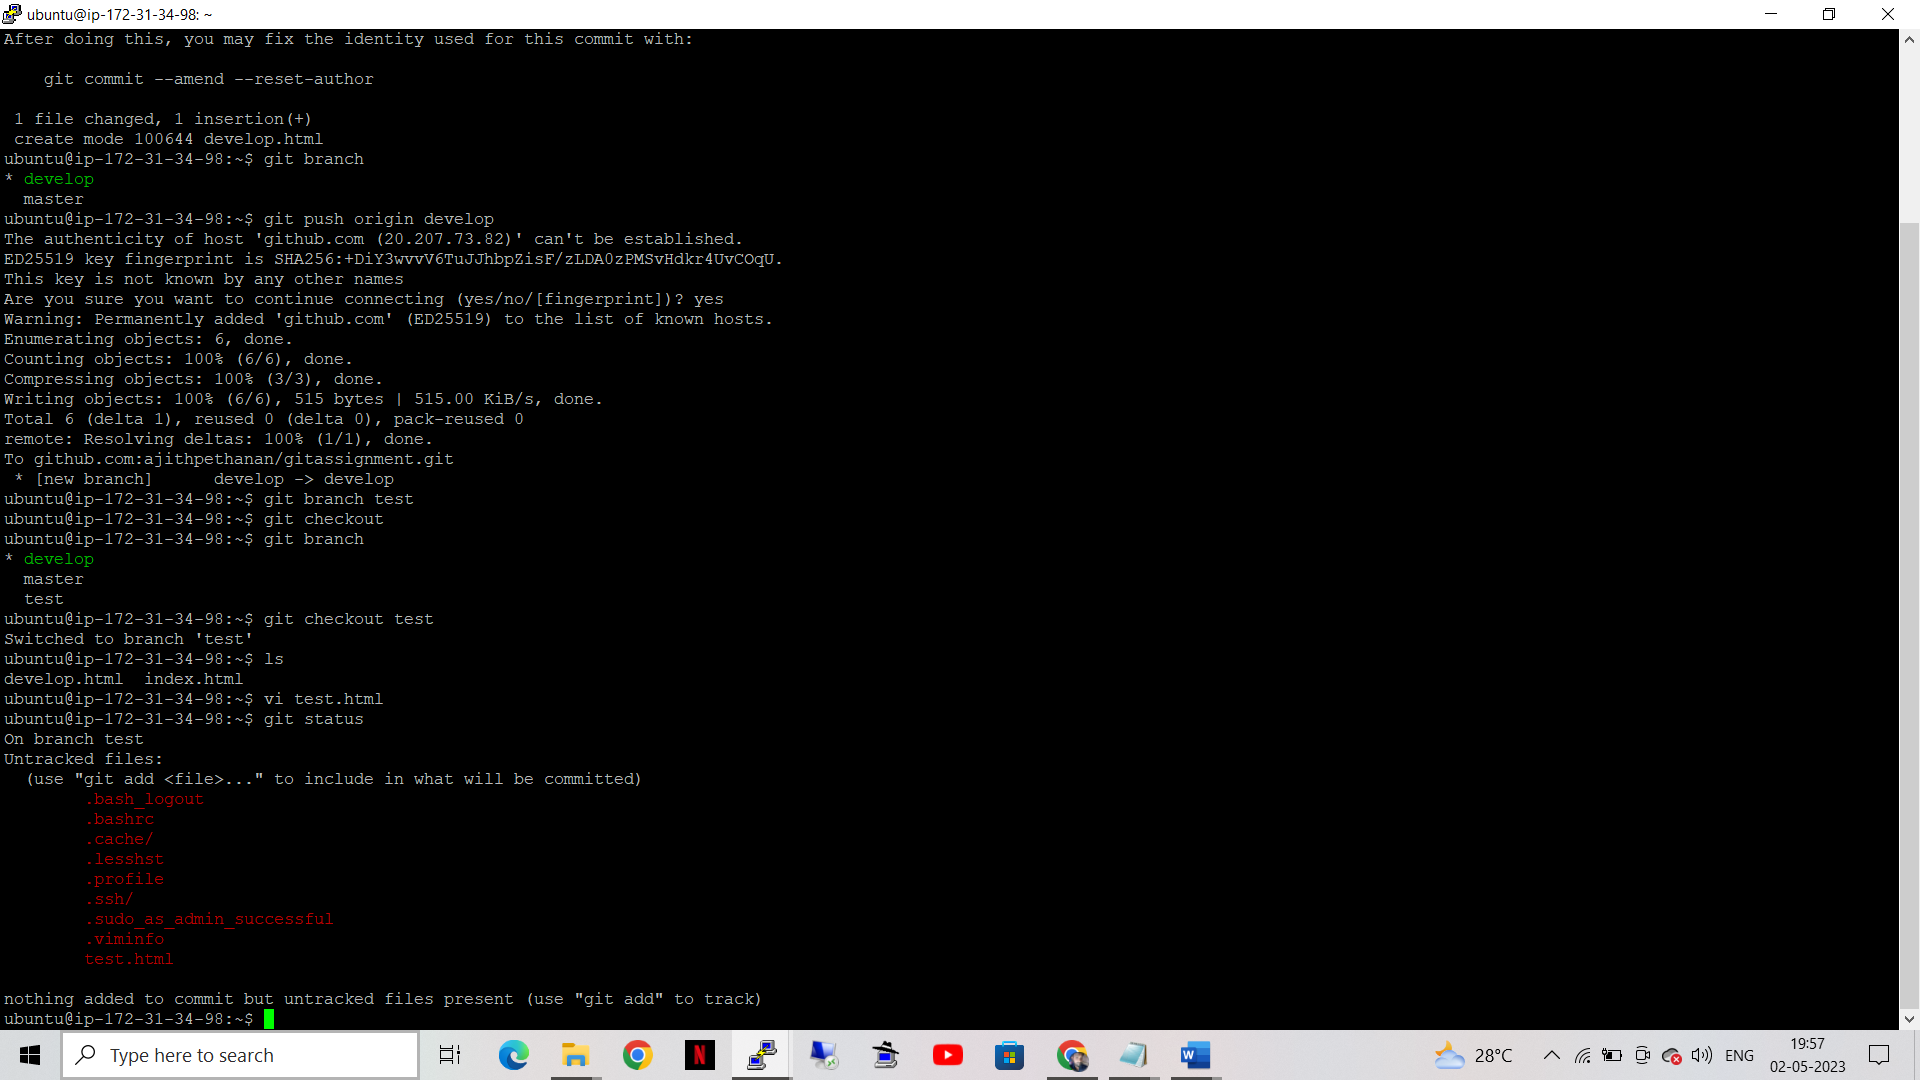 ubuntu@ip-172-31-34-98: ~
After doing this, you may fix the identity used for this commit with:
git commit --amend --reset-author
1 file changed, 1 insertion(+)
create mode 100644 develop.html
ubuntu@ip-172-31-34-98:~$ git branch
* develop
master
ubuntu@ip-172-31-34-98:~$ git push origin develop
The authenticity of host 'github.com (20.207.73.82)' can't be established.
ED25519 key fingerprint is SHA256:+DiY3wvvV6TuJJhbpZisF/zLDA0zPMSvHdkr4UvCOqU.
This key is not known by any other names
Are you sure you want to continue connecting (yes/no/[fingerprint])? yes
Warning: Permanently added 'github.com' (ED25519) to the list of known hosts.
Enumerating objects: 6, done.
Counting objects: 100% (6/6), done.
Compressing objects: 100% (3/3), done.
Writing objects: 100% (6/6), 515 bytes | 515.00 KiB/s, done.
Total 6 (delta 1), reused 0 (delta 0), pack-reused 0
remote: Resolving deltas: 100% (1/1), done.
To github.com:ajithpethanan/gitassignment.git
* [new branch]      develop -> develop
ubuntu@ip-172-31-34-98:~$ git branch test
ubuntu@ip-172-31-34-98:~$ git checkout
ubuntu@ip-172-31-34-98:~$ git branch
* develop
master
test
ubuntu@ip-172-31-34-98:~$ git checkout test
Switched to branch 'test'
ubuntu@ip-172-31-34-98:~$ ls
develop.html  index.html
ubuntu@ip-172-31-34-98:~$ vi test.html
ubuntu@ip-172-31-34-98:~$ git status
On branch test
Untracked files:
(use "git add <file>..." to include in what will be committed)
.bash_logout
.bashrc
.cache/
.lesshst
.profile
.ssh/
.sudo_as_admin_successful
.viminfo
test.html
nothing added to commit but untracked files present (use "git add" to track)
ubuntu@ip-172-31-34-98:~$
Type here to search
N
W
28°C
ENG
19:57
02-05-2023